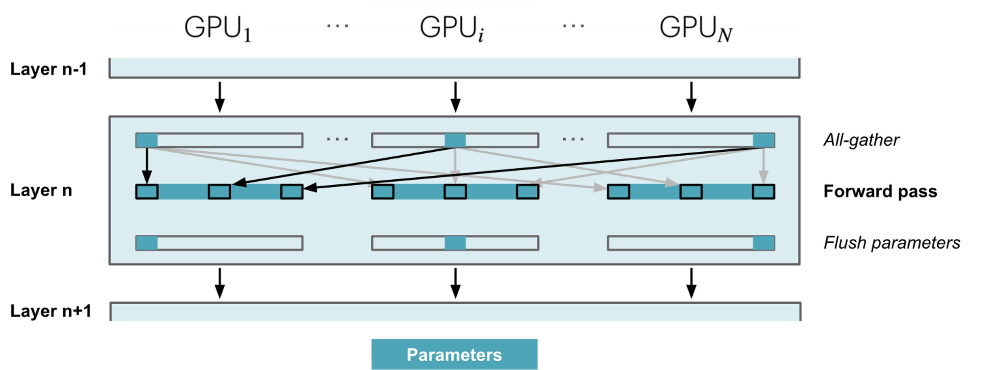 GPU1 ... GPUi ... GPUN
Layer n-1
... ...
All-gather
Layer n
Forward pass
Flush parameters
Layer n+1
Parameters